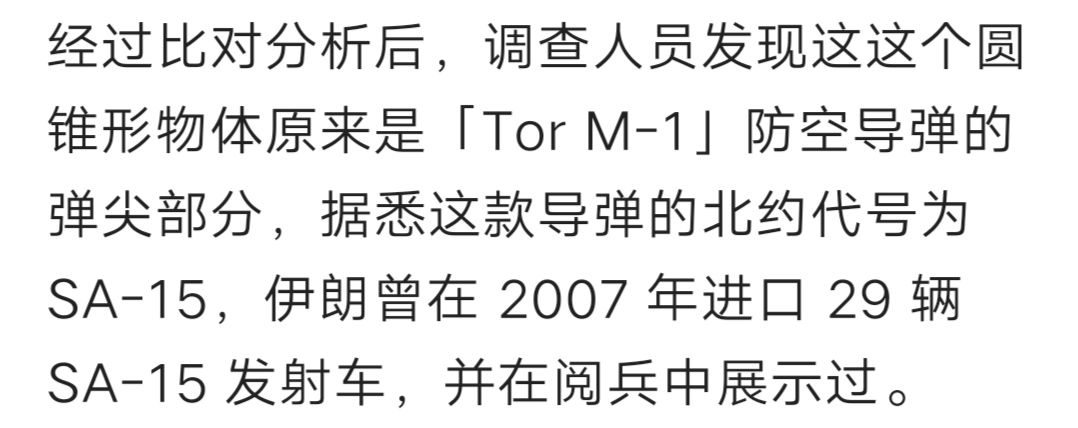 经过比对分析后，调查人员发现这这个圆
锥形物体原来是「Tor M-1」防空导弹的
弹尖部分，据悉这款导弹的北约代号为
SA-15，伊朗曾在 2007 年进口 29 辆
SA-15 发射车，并在阅兵中展示过。